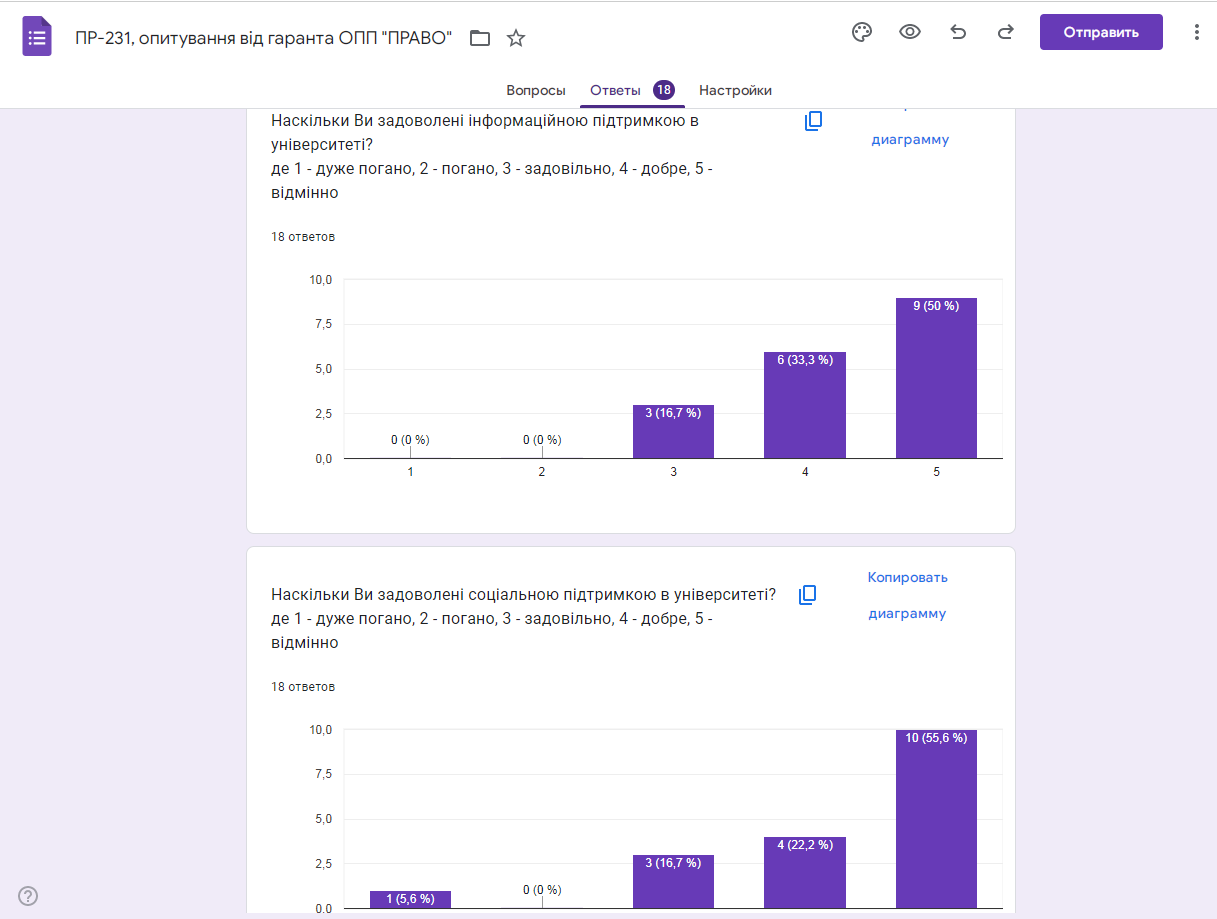 ПР-231, опитування від гаранта ОПП "ПРАВО"
Отправить
Вопросы Ответы 18 Настройки
Наскільки Ви задоволені інформаційною підтримкою в
університеті?
де 1 - дуже погано, 2 - погано, 3 - задовільно, 4 - добре, 5 -
відмінно
диаграмму
18 ответов
10,0
7,5
5,0
2,5
0,0
0 (0 %)
0 (0 %)
3 (16,7 %)
6 (33,3 %)
9 (50 %)
1 2 3 4 5
Наскільки Ви задоволені соціальною підтримкою в університеті?
де 1 - дуже погано, 2 - погано, 3 - задовільно, 4 - добре, 5 -
відмінно
Копировать
диаграмму
18 ответов
10,0
7,5
5,0
2,5
0,0
1 (5,6 %)
0 (0 %)
3 (16,7 %)
4 (22,2 %)
10 (55,6 %)